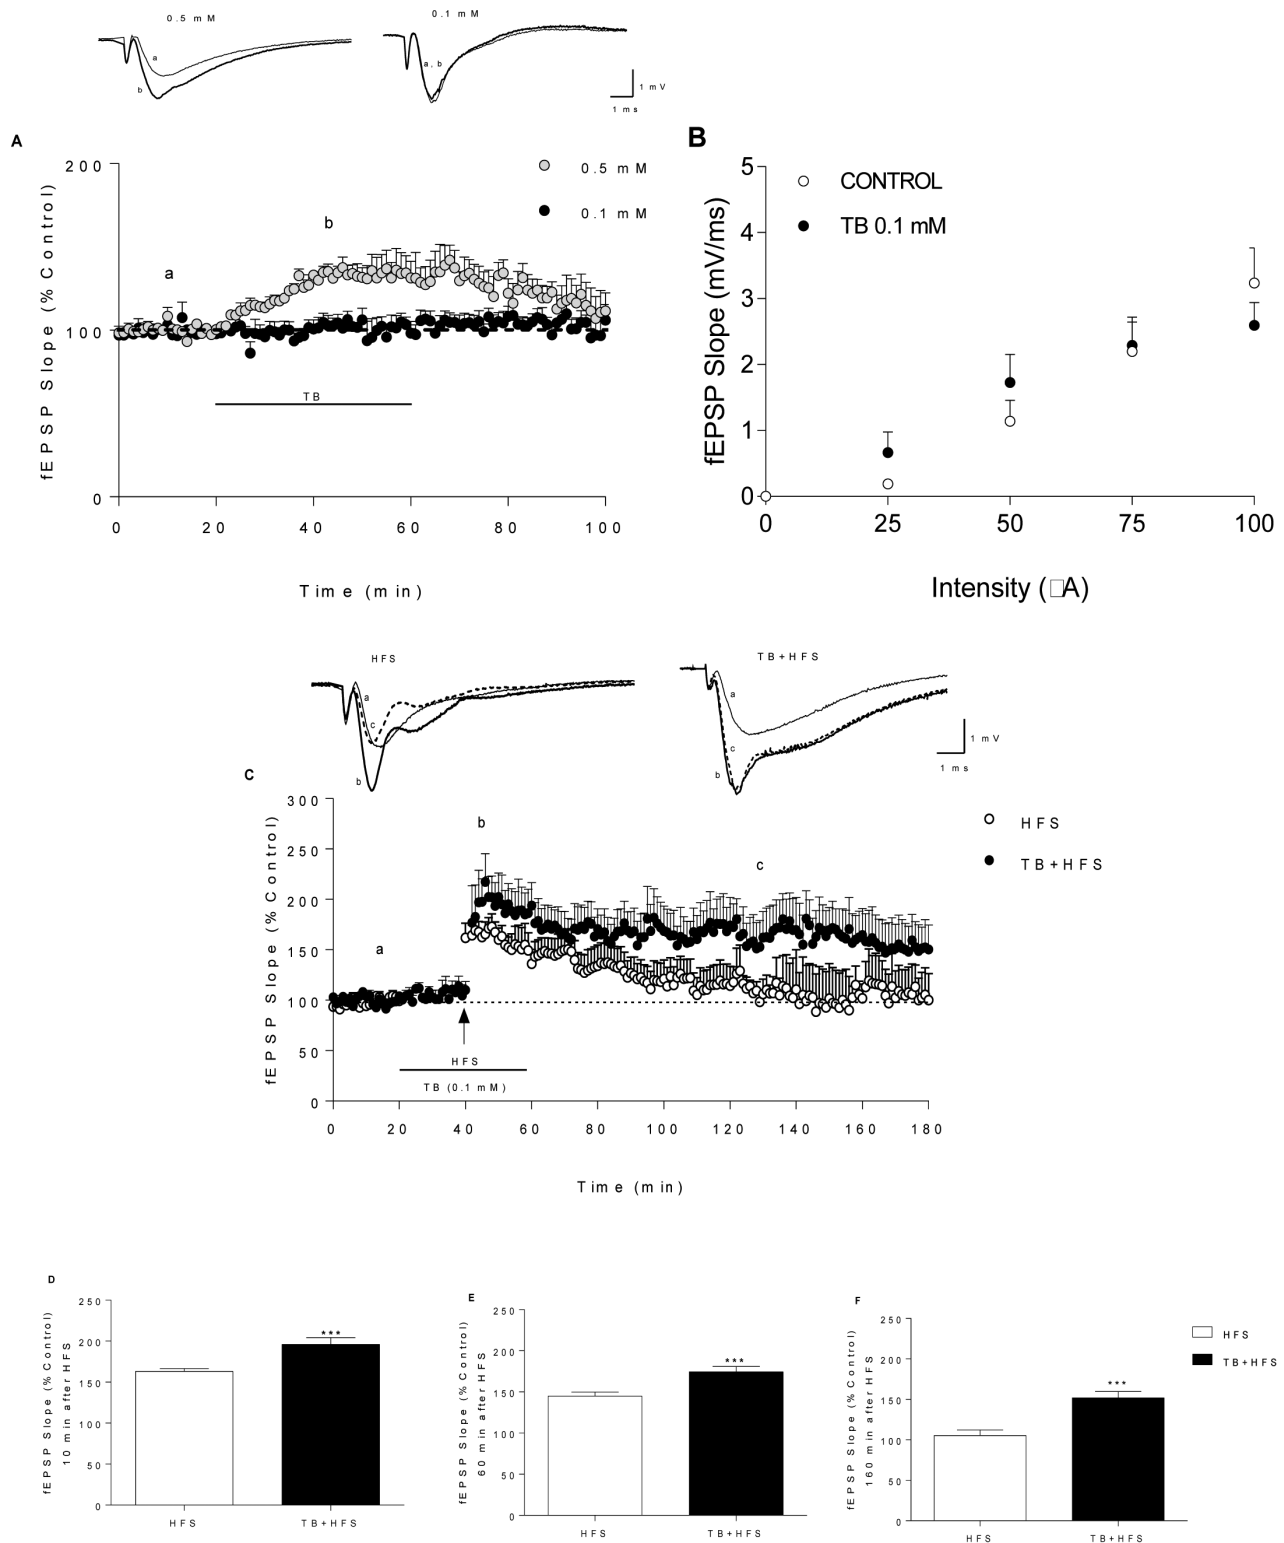 0.5 mM
0.1 mM
a
b
a, b
1 mV
1 ms
A
200
100
0
fEPSP Slope (% Control)
0.5 mM
0.1 mM
a
b
TB
0 20 40 60 80 100
Time (min)
B
5
4
3
2
1
0
fEPSP Slope (mV/ms)
CONTROL
TB 0.1 mM
0 25 50 75 100
Intensity (□A)
HFS
a
c
b
TB+HFS
a
c
b
1 mV
1 ms
C
300
250
200
150
100
50
0
fEPSP Slope (% Control)
a
b
c
HFS
TB+HFS
HFS
TB (0.1 mM)
0 20 40 60 80 100 120 140 160 180
Time (min)
D
250
200
150
100
50
0
fEPSP Slope (% Control)
10 min after HFS
***
HFS TB+HFS
E
250
200
150
100
50
0
fEPSP Slope (% Control)
60 min after HFS
***
HFS TB+HFS
F
250
200
150
100
50
0
fEPSP Slope (% Control)
160 min after HFS
***
HFS TB+HFS
HFS
TB+HFS